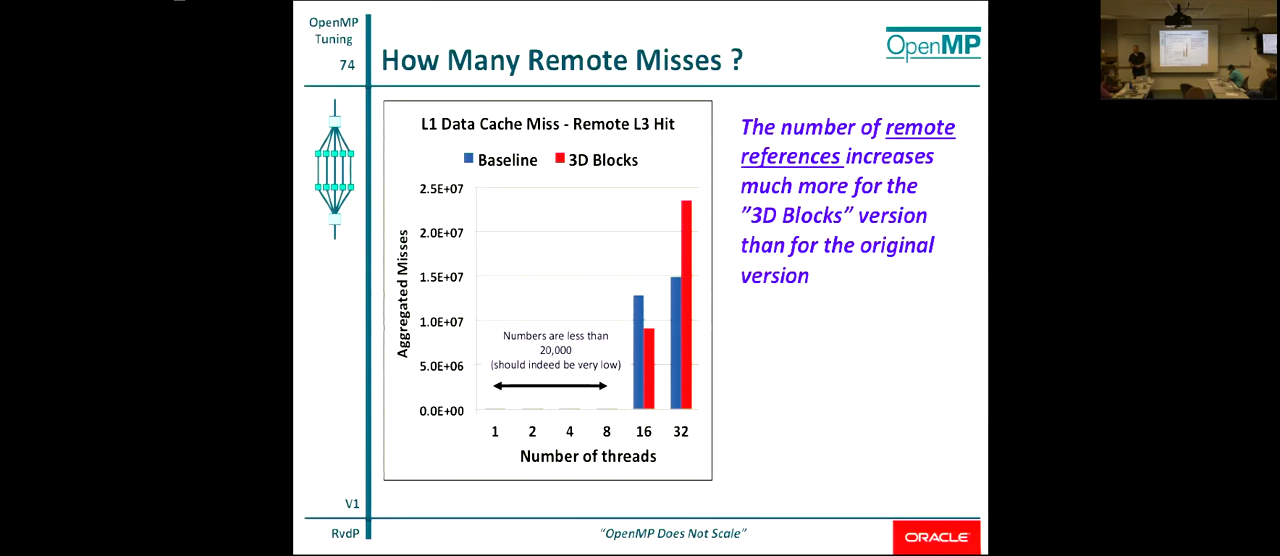 OpenMP
Tuning
74
How Many Remote Misses ?
OpenMP
L1 Data Cache Miss - Remote L3 Hit
Baseline 3D Blocks
2.5E+07
2.0E+07
1.5E+07
1.0E+07
5.0E+06
0.0E+00
Aggregated Misses
Numbers are less than
20,000
(should indeed be very low)
1 2 4 8 16 32
Number of threads
The number of remote
references increases
much more for the
”3D Blocks” version
than for the original
version
V1
RvdP
“OpenMP Does Not Scale”
ORACLE